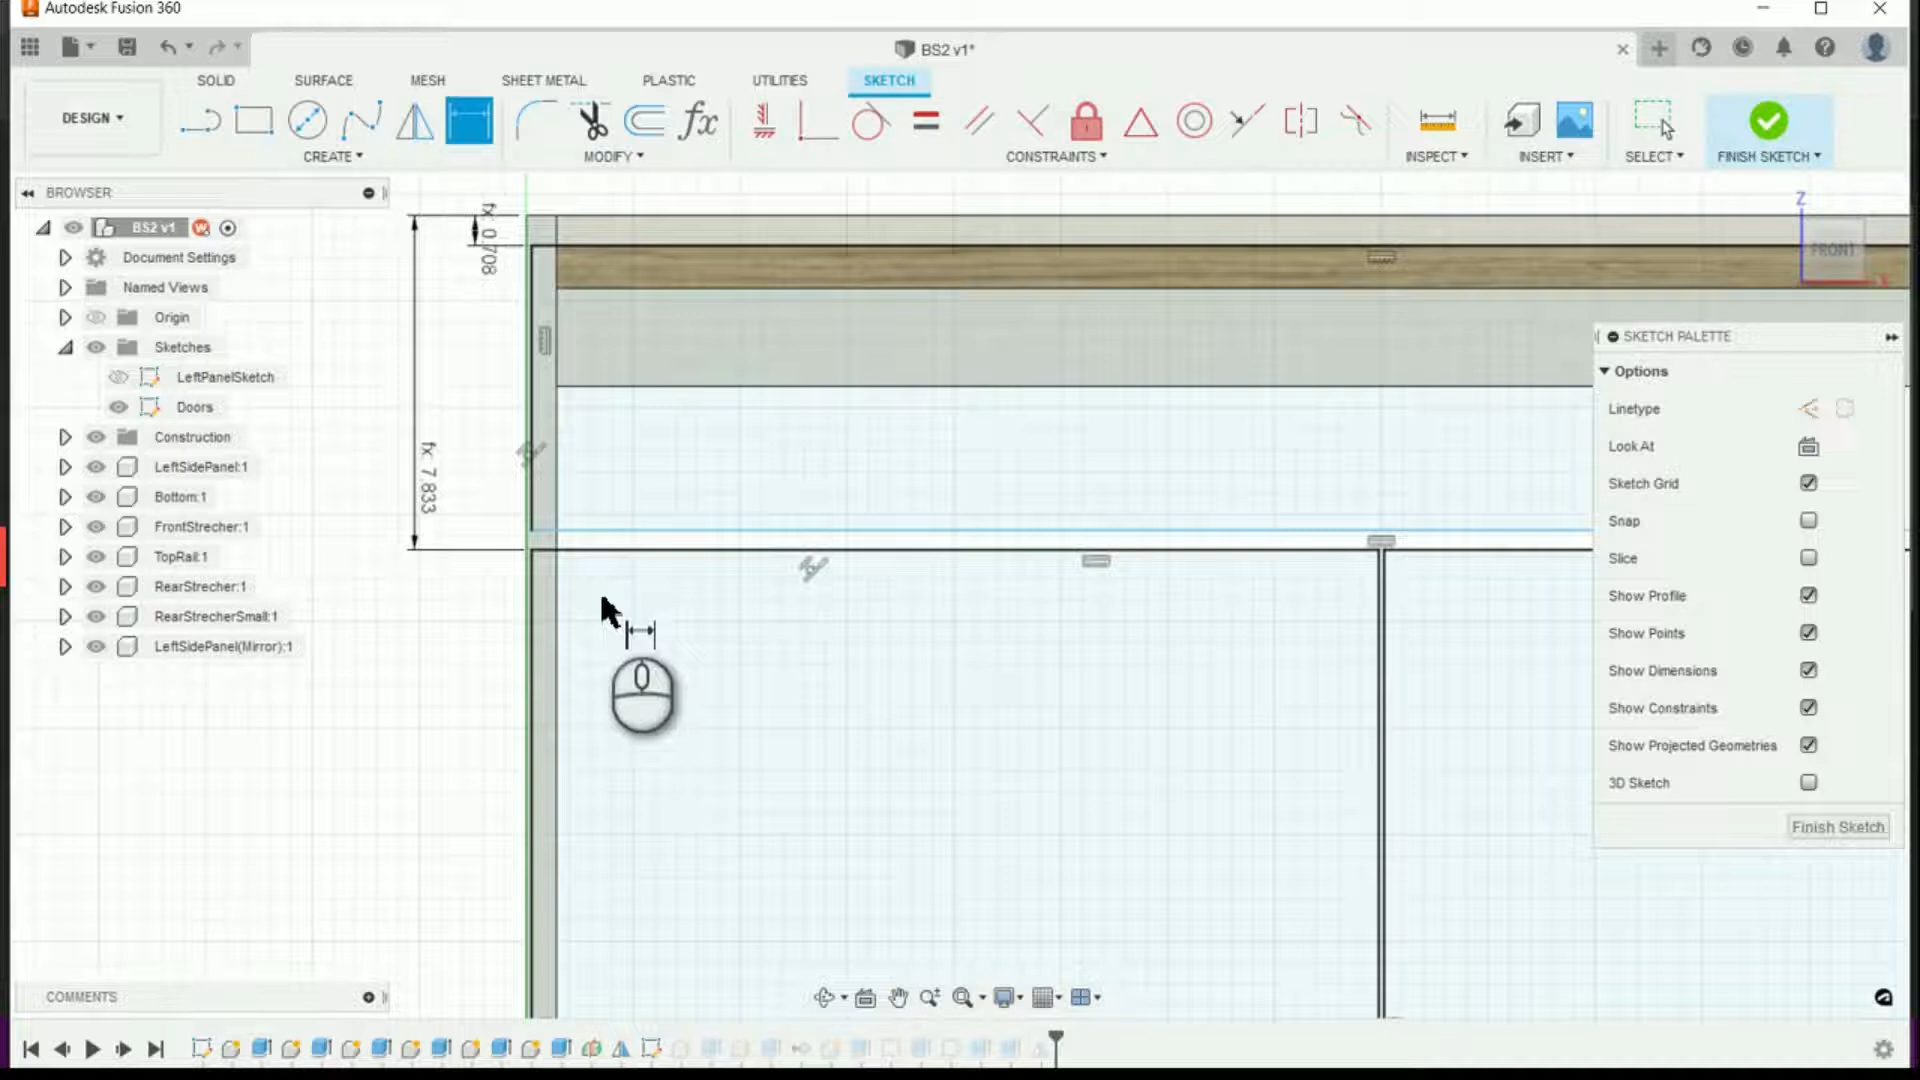 Autodesk Fusion 360
BS2 v1*
SOLID
SURFACE
MESH
SHEET METAL
PLASTIC
UTILITIES
SKETCH
DESIGN
fx
CREATE
MODIFY
CONSTRAINTS
INSPECT
INSERT
SELECT
FINISH SKETCH
BROWSER
BS2 v1
Document Settings
Named Views
Origin
Sketches
LeftPanelSketch
Doors
Construction
LeftSidePanel:1
Bottom:1
FrontStrecher:1
TopRail:1
RearStrecher:1
RearStrecherSmall:1
LeftSidePanel(Mirror):1
fx: 0.708
fx: 7.833
Z
FRONT
SKETCH PALETTE
Options
Linetype
Look At
Sketch Grid
Snap
Slice
Show Profile
Show Points
Show Dimensions
Show Constraints
Show Projected Geometries
3D Sketch
Finish Sketch
COMMENTS